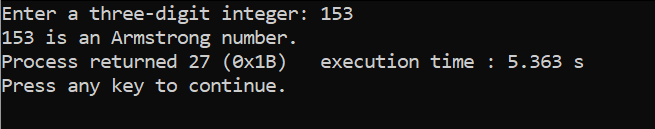 Enter a three-digit integer: 153
153 is an Armstrong number.
Process returned 27 (0x1B)   execution time : 5.363 s
Press any key to continue.